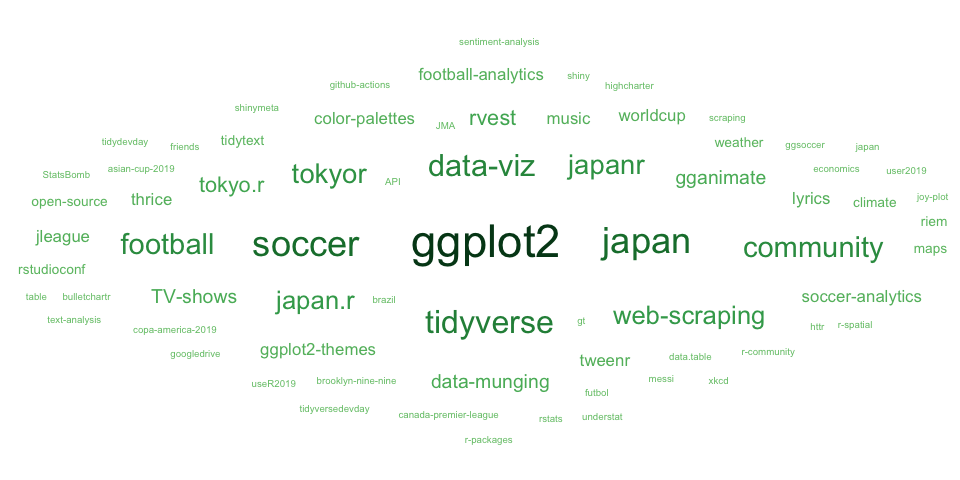 sentiment-analysis
football-analytics
shiny
github-actions
highcharter
shinymeta
color-palettes
JMA
rvest
music
worldcup
scraping
tidydevday
friends
tidytext
weather
ggsoccer
japan
StatsBomb
asian-cup-2019
tokyo.r
tokyor
API
data-viz
japanr
gganimate
economics
user2019
open-source
thrice
lyrics
climate
joy-plot
riem
jleague
football
soccer
ggplot2
japan
community
maps
rstudioconf
table
bulletchartr
TV-shows
japan.r
brazil
tidyverse
gt
web-scraping
soccer-analytics
text-analysis
copa-america-2019
httr
r-spatial
googledrive
ggplot2-themes
tweenr
data.table
r-community
useR2019
brooklyn-nine-nine
data-munging
futbol
messi
xkcd
tidyversedevday
canada-premier-league
rstats
understat
r-packages